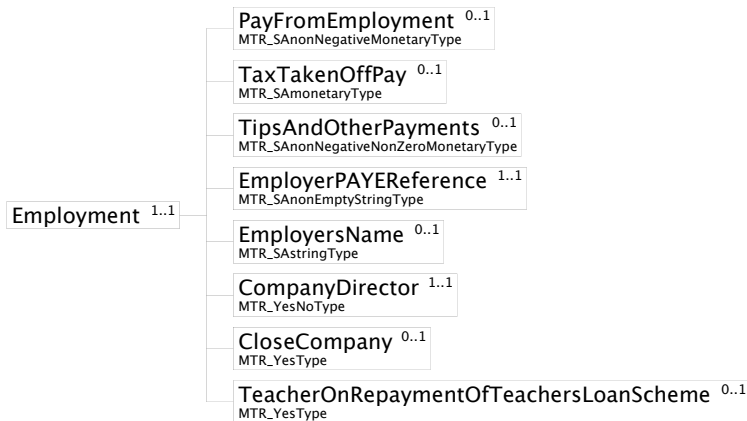 PayFromEmployment 0..1
MTR_SAnonNegativeMonetaryType
TaxTakenOffPay 0..1
MTR_SAmonetaryType
TipsAndOtherPayments 0..1
MTR_SAnonNegativeNonZeroMonetaryType
EmployerPAYEReference 1..1
MTR_SAnonEmptyStringType
Employment 1..1
EmployersName 0..1
MTR_SAstringType
CompanyDirector 1..1
MTR_YesNoType
CloseCompany 0..1
MTR_YesType
TeacherOnRepaymentOfTeachersLoanScheme 0..1
MTR_YesType